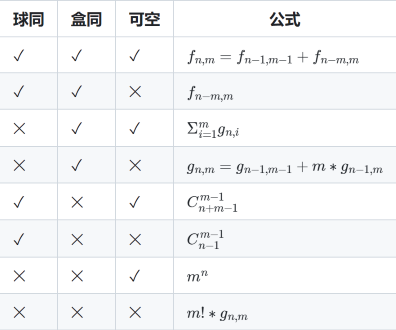 球同 盒同 可空 公式
✓ ✓ ✓ f_{n,m} = f_{n-1,m-1} + f_{n-m,m}
✓ ✓ × f_{n-m,m}
× ✓ ✓ Σ_{i=1}^{m} g_{n,i}
× ✓ × g_{n,m} = g_{n-1,m-1} + m * g_{n-1,m}
✓ × ✓ C_{n+m-1}^{m-1}
✓ × × C_{n-1}^{m-1}
× × ✓ m^n
× × × m! * g_{n,m}